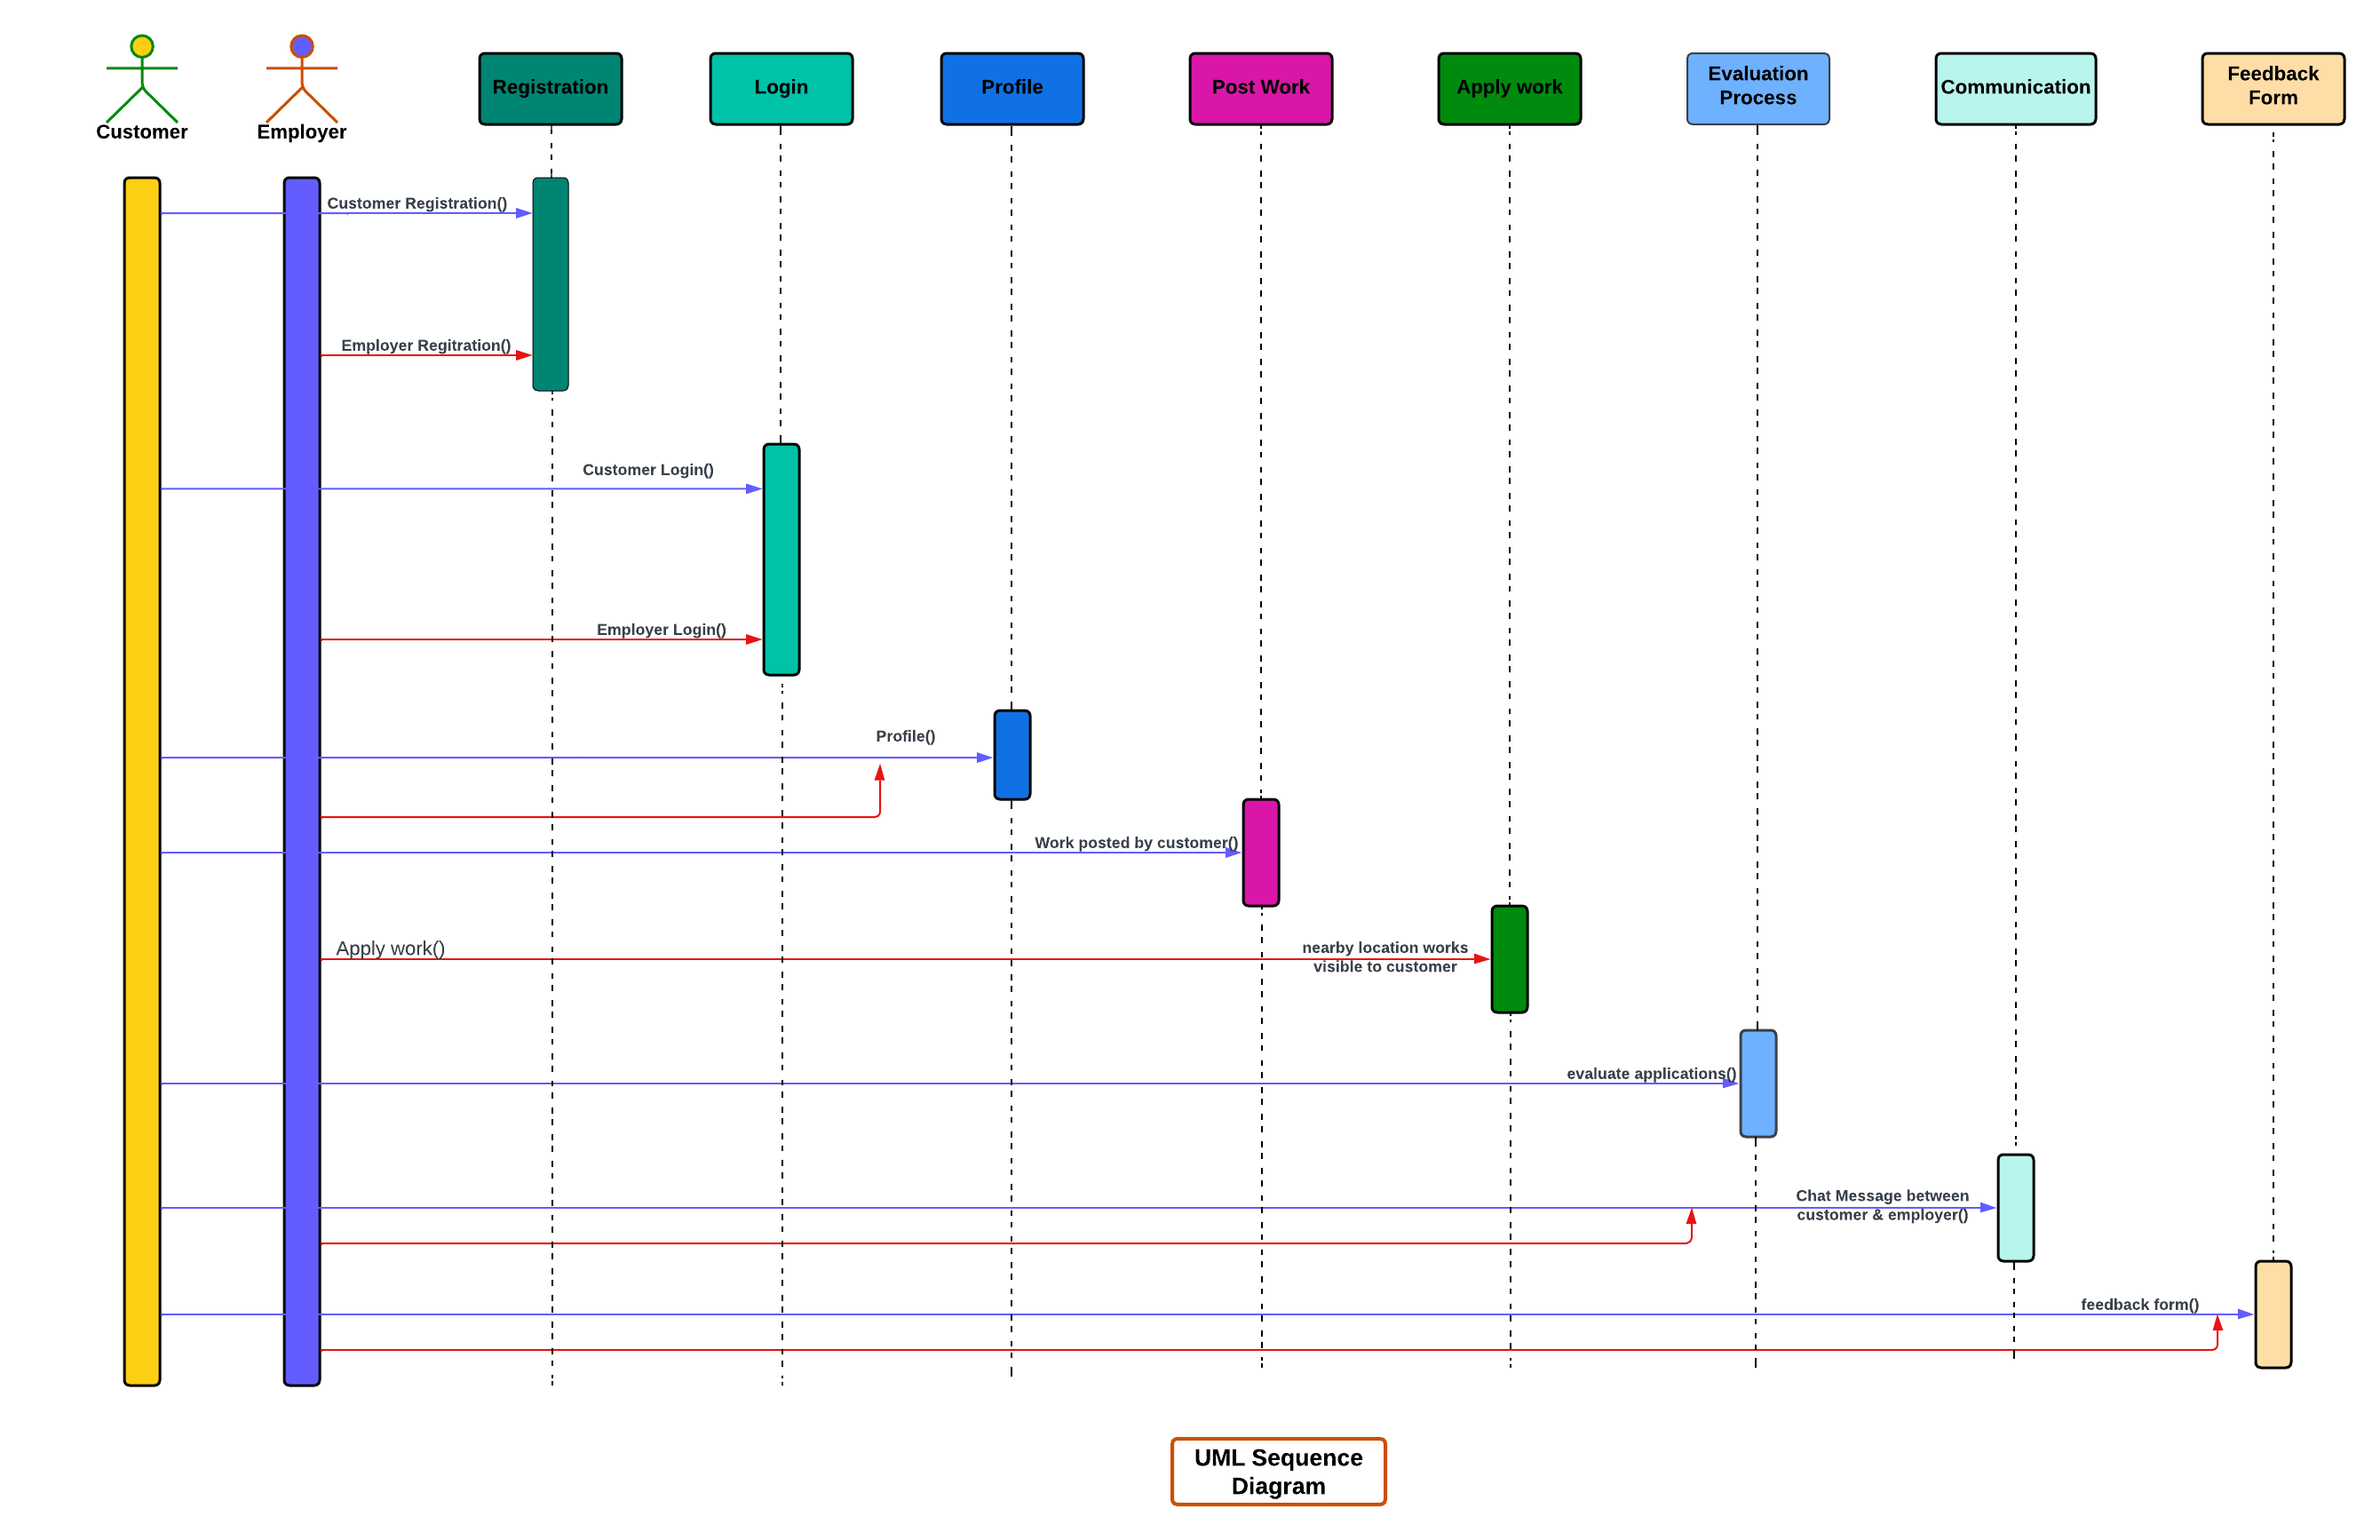 Customer
Employer
Registration
Login
Profile
Post Work
Apply work
Evaluation
Process
Communication
Feedback
Form
Customer Registration()
Employer Regitration()
Customer Login()
Employer Login()
Profile()
Work posted by customer()
Apply work()
nearby location works
visible to customer
evaluate applications()
Chat Message between
customer & employer()
feedback form()
UML Sequence
Diagram